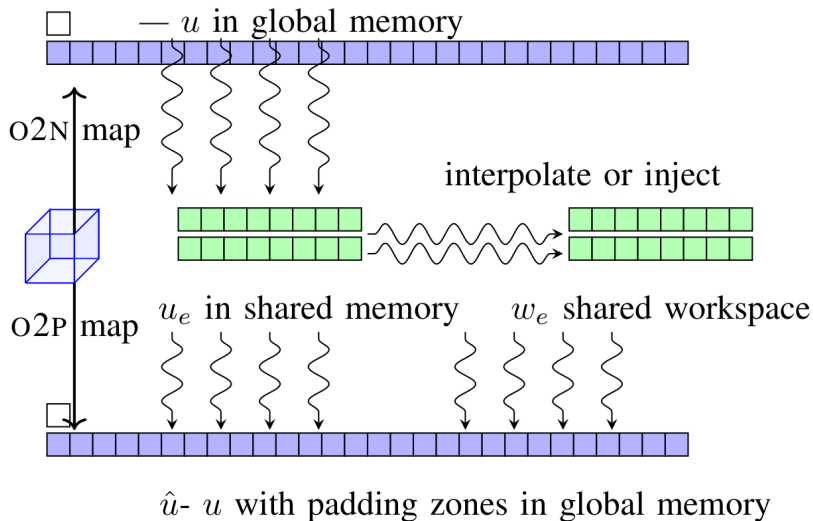 — u in global memory
O2N map
interpolate or inject
u_e in shared memory
w_e shared workspace
O2P map
û- u with padding zones in global memory